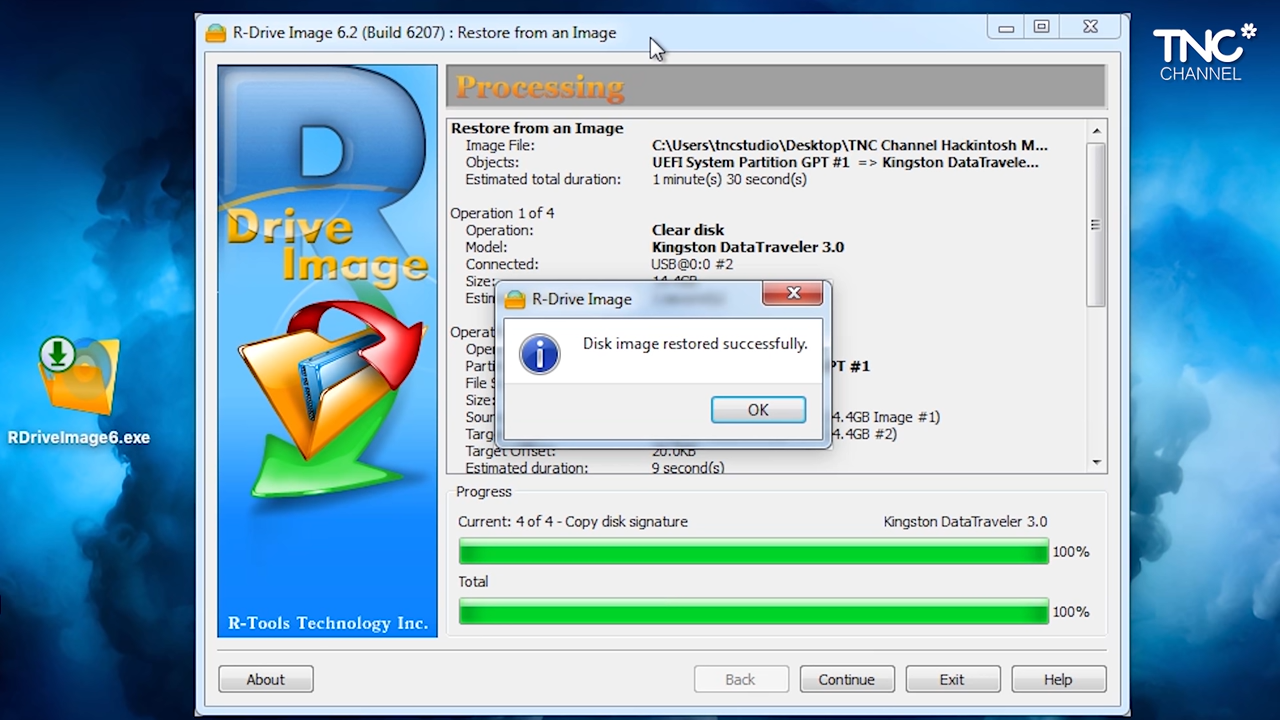 R-Drive Image 6.2 (Build 6207) : Restore from an Image
TNC*
CHANNEL
Drive
Image
R-Tools Technology Inc.
Processing
Restore from an Image
Image File: C:\Users\tncstudio\Desktop\TNC Channel Hackintosh M...
Objects: UEFI System Partition GPT #1 => Kingston DataTravele...
Estimated total duration: 1 minute(s) 30 second(s)
Operation 1 of 4
Operation: Clear disk
Model: Kingston DataTraveler 3.0
Connected: USB@0:0 #2
Size: 14.4GB
R-Drive Image
Disk image restored successfully.
OK
PT #1
Size:
4.4GB Image #1)
4.4GB #2)
Target Offset: 20.0KB
Estimated duration: 9 second(s)
Progress
Current: 4 of 4 - Copy disk signature Kingston DataTraveler 3.0
100%
Total
100%
About Back Continue Exit Help
RDriveImage6.exe